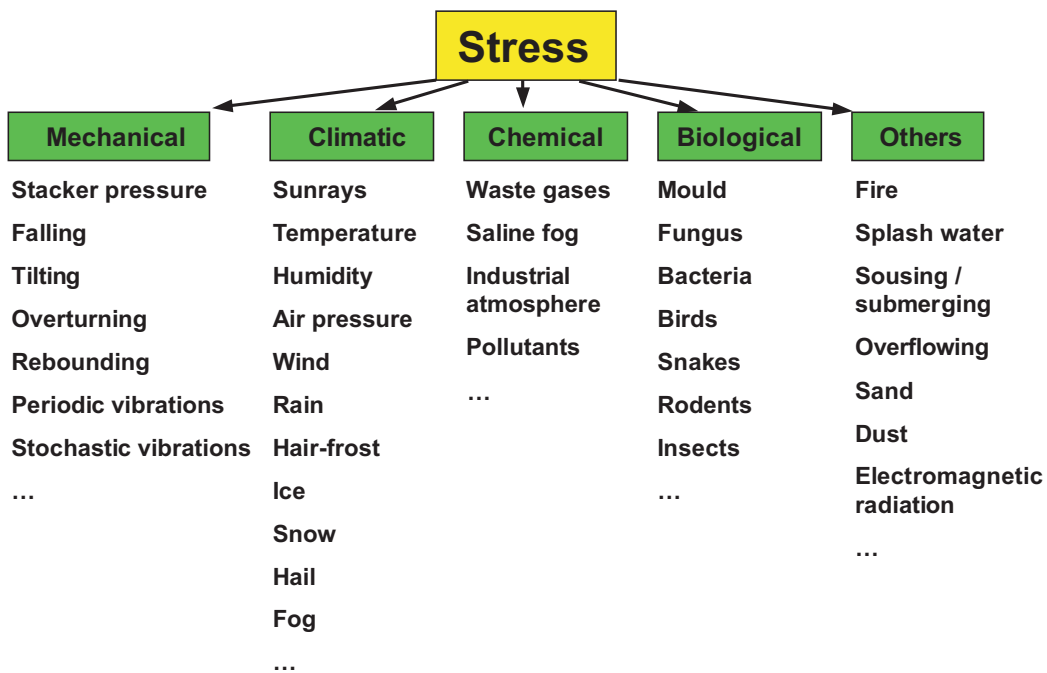 Stress
Mechanical
Stacker pressure
Falling
Tilting
Overturning
Rebounding
Periodic vibrations
Stochastic vibrations
…
Climatic
Sunrays
Temperature
Humidity
Air pressure
Wind
Rain
Hair-frost
Ice
Snow
Hail
Fog
…
Chemical
Waste gases
Saline fog
Industrial
atmosphere
Pollutants
…
Biological
Mould
Fungus
Bacteria
Birds
Snakes
Rodents
Insects
…
Others
Fire
Splash water
Sousing /
submerging
Overflowing
Sand
Dust
Electromagnetic
radiation
…